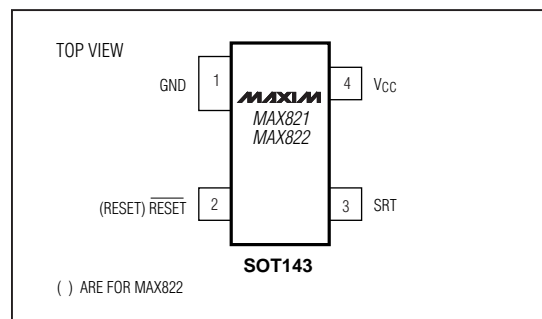 TOP VIEW
GND 1
4 VCC
MAXIM
MAX821
MAX822
(RESET) RESET 2
3 SRT
SOT143
( ) ARE FOR MAX822